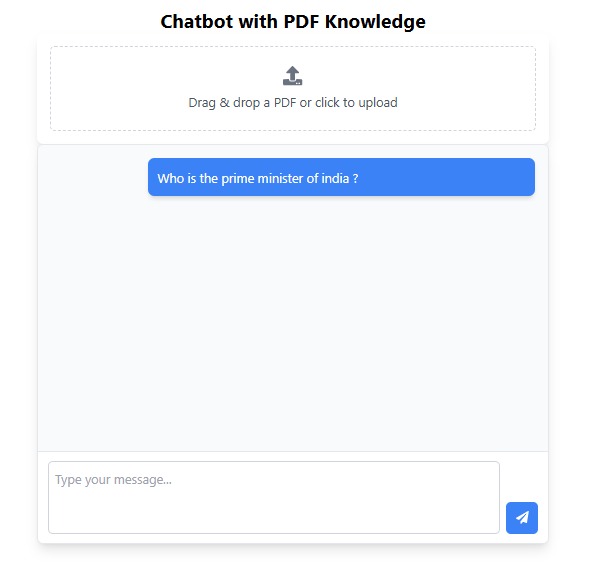 Chatbot with PDF Knowledge
Drag & drop a PDF or click to upload
Who is the prime minister of india ?
Type your message...